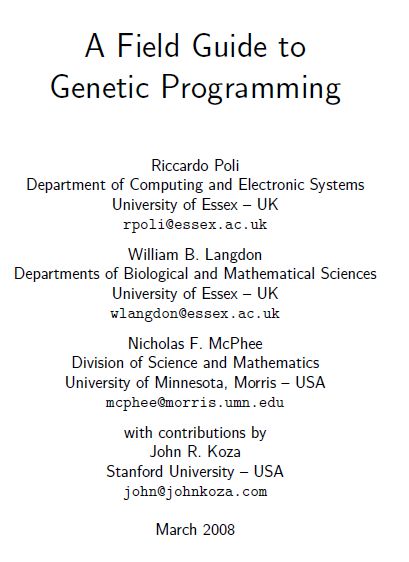 A Field Guide to
Genetic Programming
Riccardo Poli
Department of Computing and Electronic Systems
University of Essex – UK
rpoli@essex.ac.uk
William B. Langdon
Departments of Biological and Mathematical Sciences
University of Essex – UK
wlangdon@essex.ac.uk
Nicholas F. McPhee
Division of Science and Mathematics
University of Minnesota, Morris – USA
mcphee@morris.umn.edu
with contributions by
John R. Koza
Stanford University – USA
john@johnkoza.com
March 2008